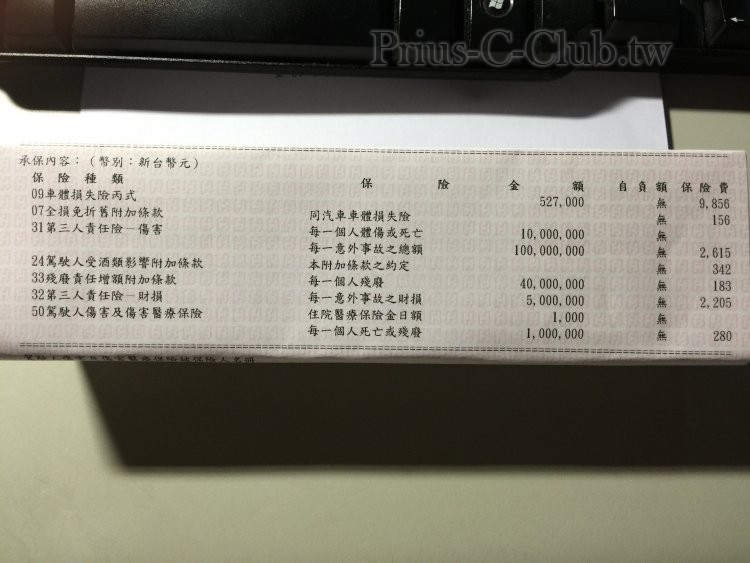 Prius-C-Club.tw
承保內容：（幣別：新台幣元）
保險種類 保險金額 自負額 保險費
09車體損失險丙式 527,000 無 9,856
07全損免折舊附加條款 同汽車車體損失險 無 156
31第三人責任險－傷害 每一個人體傷或死亡 10,000,000 無
每一意外事故之總額 100,000,000 無 2,615
24駕駛人受酒類影響附加條款 本附加條款之約定 342
33殘廢責任增額附加條款 每一個人殘廢 40,000,000 無 183
32第三人責任險－財損 每一意外事故之財損 5,000,000 無 2,205
50駕駛人傷害及傷害醫療保險 住院醫療保險金日額 1,000 無
每一個人死亡或殘廢 1,000,000 無 280